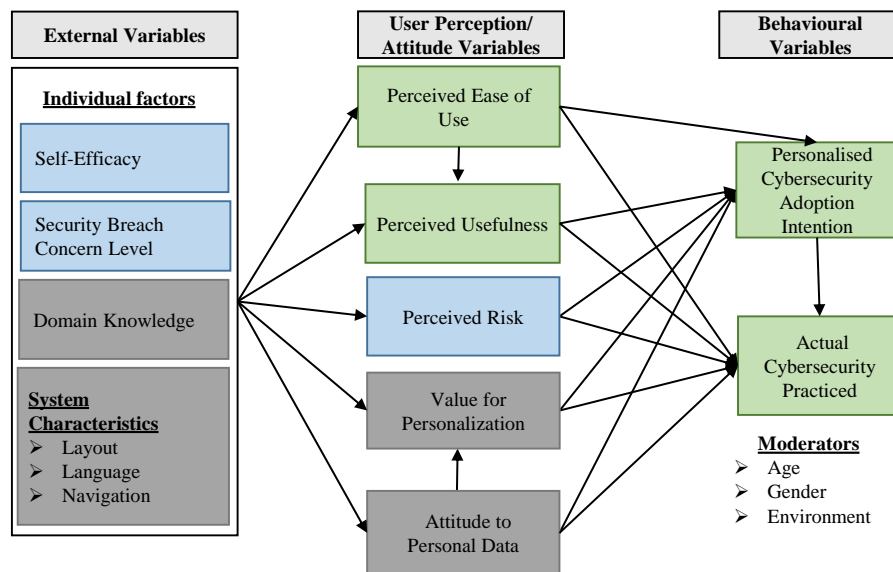 External Variables
User Perception/
Attitude Variables
Behavioural
Variables
Individual factors
Self-Efficacy
Security Breach
Concern Level
Domain Knowledge
System
Characteristics
➢ Layout
➢ Language
➢ Navigation
Perceived Ease of
Use
Perceived Usefulness
Perceived Risk
Value for
Personalization
Attitude to
Personal Data
Personalised
Cybersecurity
Adoption
Intention
Actual
Cybersecurity
Practiced
Moderators
➢ Age
➢ Gender
➢ Environment